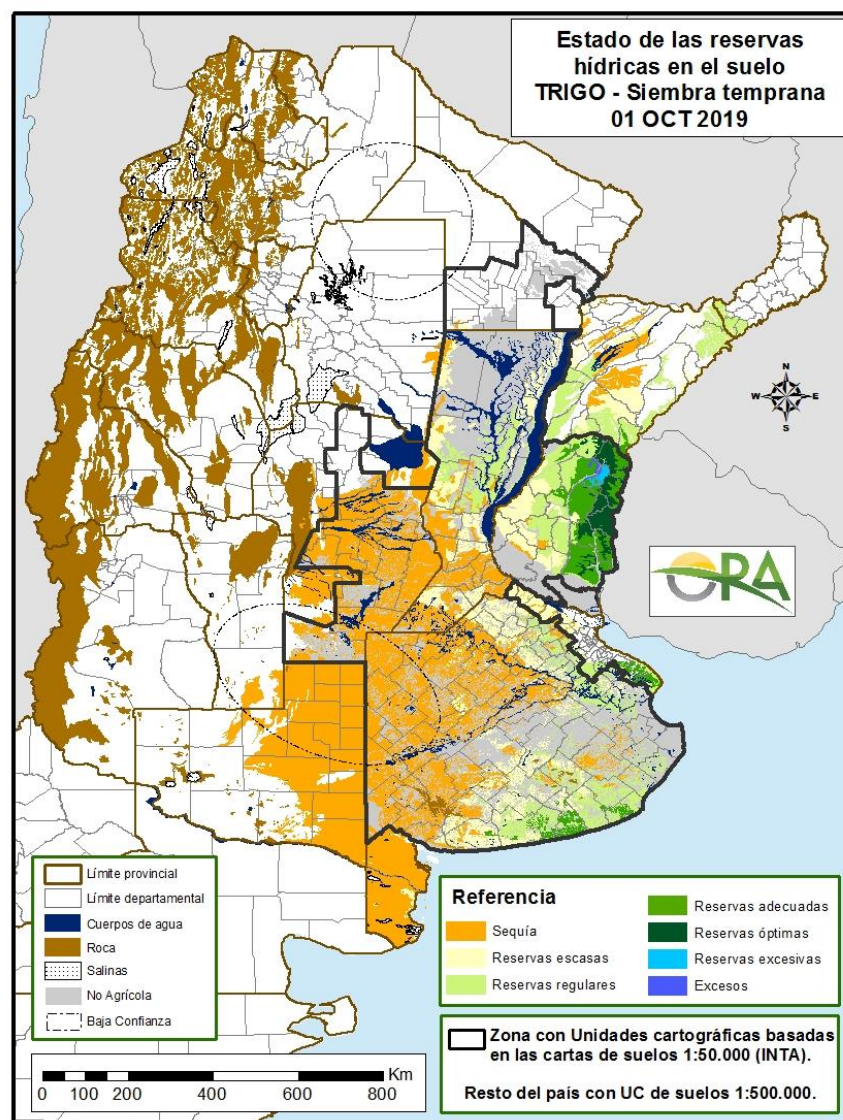 Estado de las reservas
hídricas en el suelo
TRIGO - Siembra temprana
01 OCT 2019
N
W E
S
ORA
Límite provincial
Límite departamental
Cuerpos de agua
Roca
Salinas
No Agrícola
Baja Confianza
Referencia
Sequía
Reservas escasas
Reservas regulares
Reservas adecuadas
Reservas óptimas
Reservas excesivas
Excesos
Zona con Unidades cartográficas basadas
en las cartas de suelos 1:50.000 (INTA).
Resto del país con UC de suelos 1:500.000.
Km
0 100 200 400 600 800